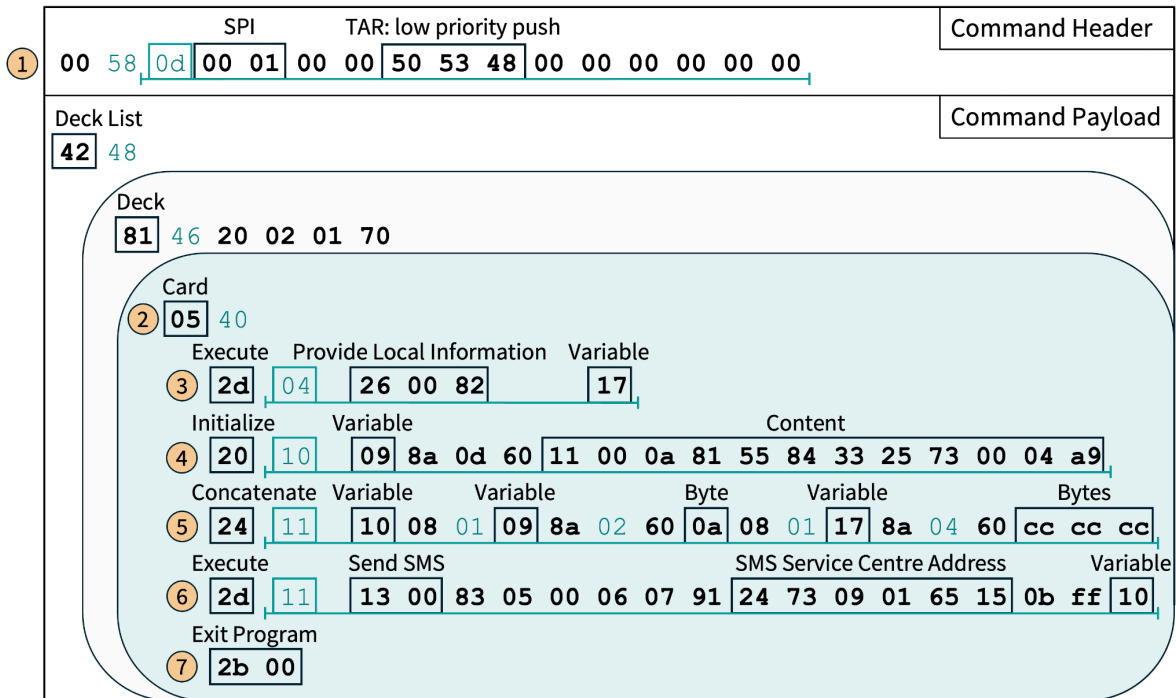 SPI TAR: low priority push Command Header
1 00 58 0d 00 01 00 00 50 53 48 00 00 00 00 00 00
Deck List Command Payload
42 48
Deck
81 46 20 02 01 70
Card
2 05 40
Execute Provide Local Information Variable
3 2d 04 26 00 82 17
Initialize Variable Content
4 20 10 09 8a 0d 60 11 00 0a 81 55 84 33 25 73 00 04 a9
Concatenate Variable Variable Byte Variable Bytes
5 24 11 10 08 01 09 8a 02 60 0a 08 01 17 8a 04 60 cc cc cc
Execute Send SMS SMS Service Centre Address Variable
6 2d 11 13 00 83 05 00 06 07 91 24 73 09 01 65 15 0b ff 10
Exit Program
7 2b 00